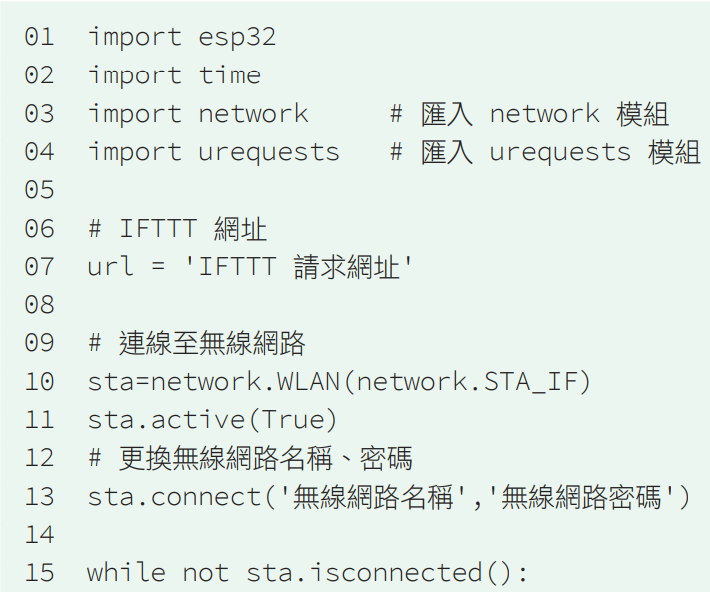 01  import esp32
02  import time
03  import network     # 匯入 network 模組
04  import urequests   # 匯入 urequests 模組
05
06  # IFTTT 網址
07  url = 'IFTTT 請求網址'
08
09  # 連線至無線網路
10  sta=network.WLAN(network.STA_IF)
11  sta.active(True)
12  # 更換無線網路名稱、密碼
13  sta.connect('無線網路名稱','無線網路密碼')
14
15  while not sta.isconnected():